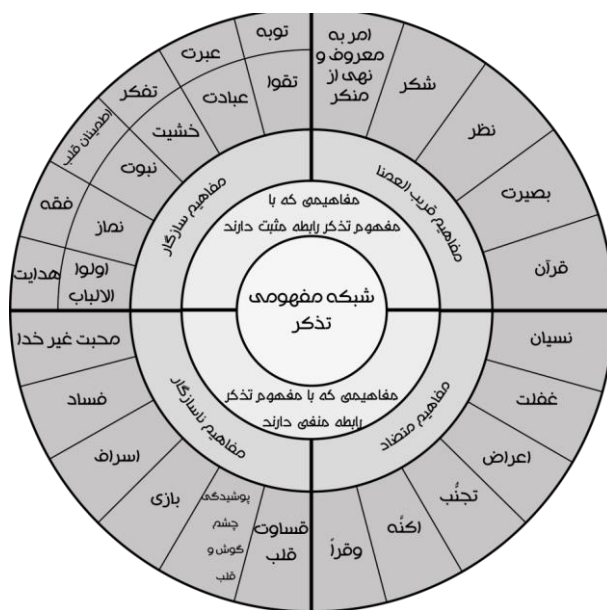 شبکه مفهومی
تذکر
مفاهیمی که با
مفهوم تذکر رابطه مثبت دارند
مفاهیمی که با مفهوم تذکر
رابطه منفی دارند
مفاهیم قریب المعنا
امر به
معروف و
نهی از
منکر
شکر
نظر
بصیرت
قرآن
مفاهیم متضاد
نسیان
غفلت
اعراض
تجنُّب
اکنَّه
وقراً
مفاهیم ناسازگار
قساوت
قلب
پوشیدگی
چشم
گوش و
قلب
بازی
اسراف
فساد
محبت غیر خدا
مفاهیم سازگار
هدایت
اولوا
الالباب
فقه
نماز
اطمینان قلب
نبوت
تفکر
خشیت
عبرت
عبادت
توبه
تقوا